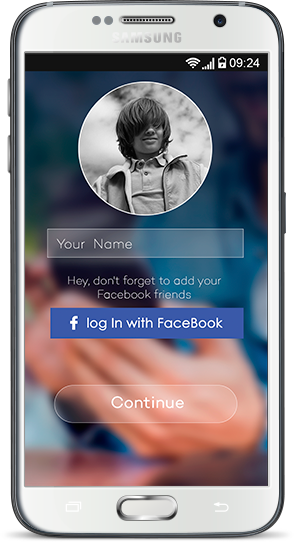 SAMSUNG
09:24
Your Name
Hey, don't forget to add your
Facebook friends
f log In with FaceBook
Continue